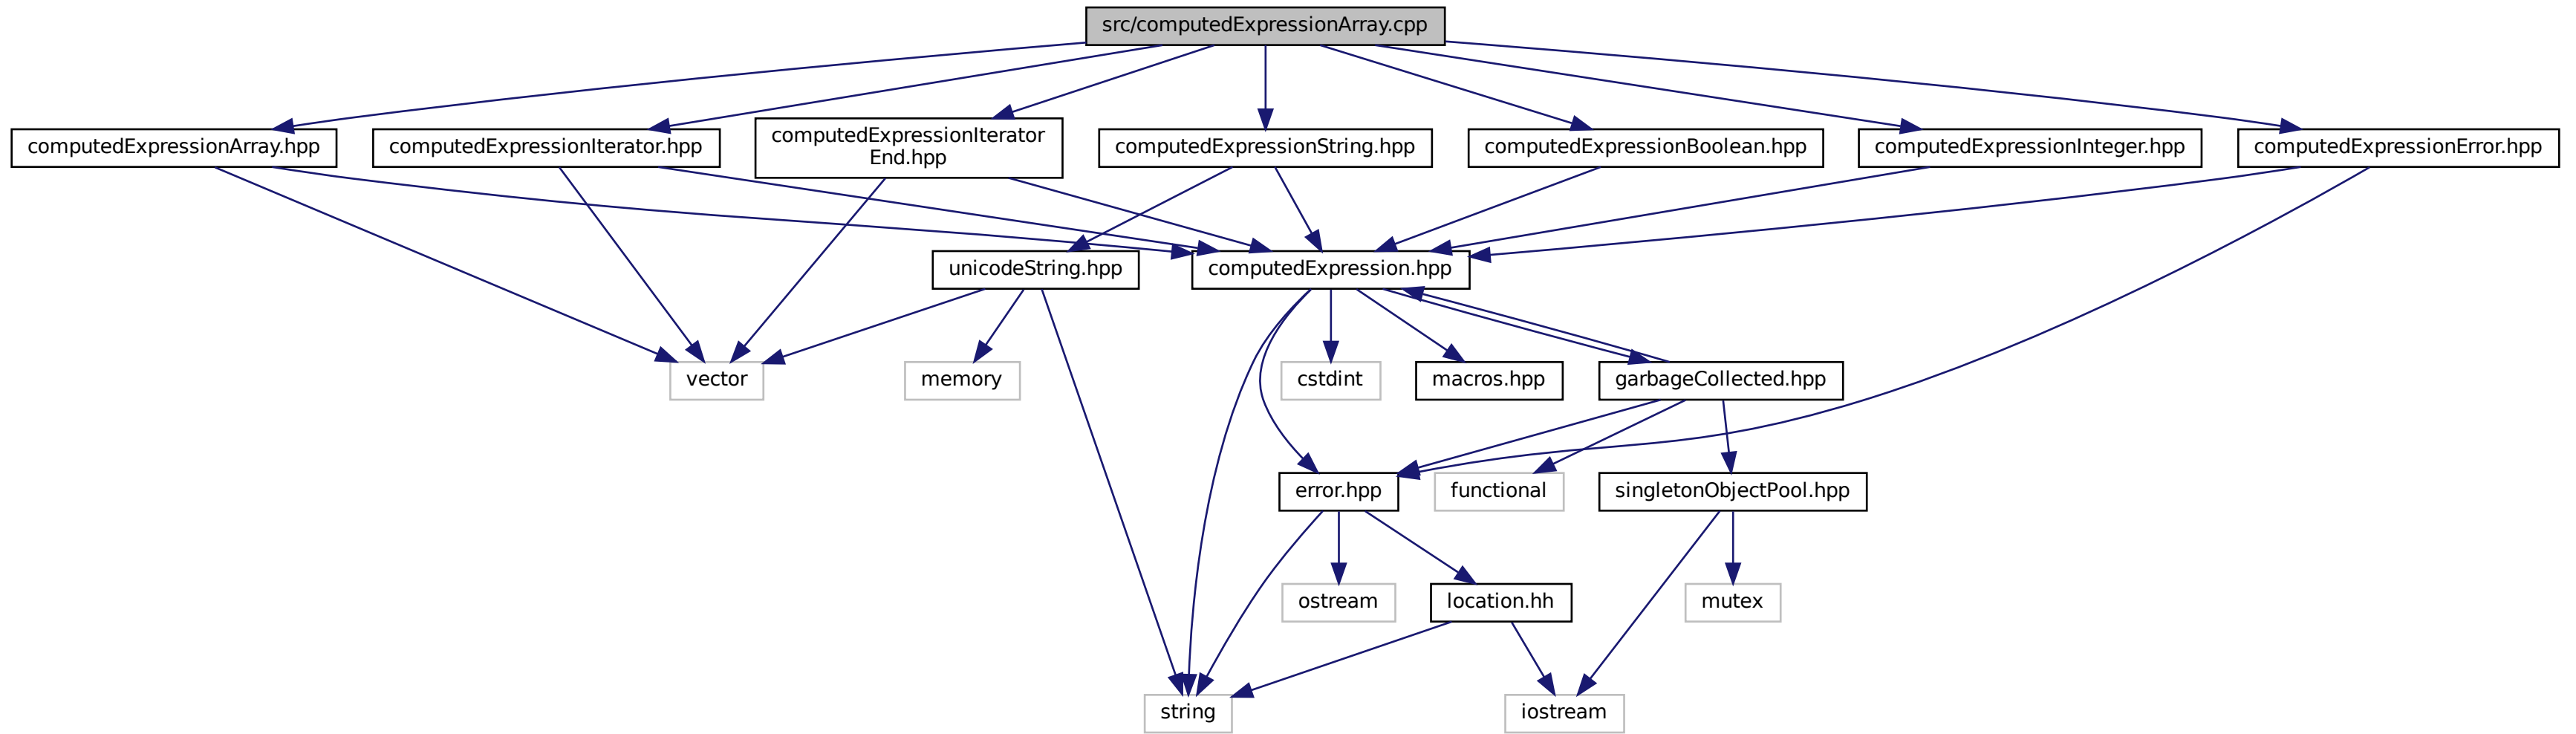 src/computedExpressionArray.cpp
computedExpressionArray.hpp
computedExpressionIterator.hpp
computedExpressionIterator
End.hpp
computedExpressionString.hpp
computedExpressionBoolean.hpp
computedExpressionInteger.hpp
computedExpressionError.hpp
unicodeString.hpp
computedExpression.hpp
vector
memory
cstdint
macros.hpp
garbageCollected.hpp
error.hpp
functional
singletonObjectPool.hpp
ostream
location.hh
mutex
string
iostream